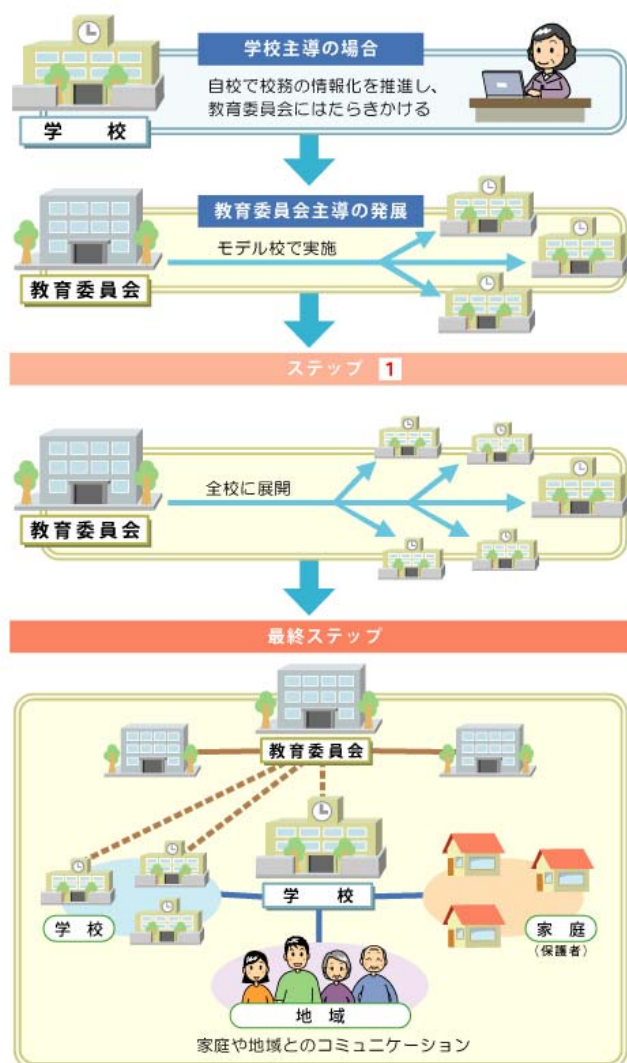 学校主導の場合
自校で校務の情報化を推進し、
教育委員会にはたらきかける
学 校
教育委員会主導の発展
モデル校で実施
教育委員会
ステップ 1
全校に展開
教育委員会
最終ステップ
教育委員会
学 校
学 校
家 庭
(保護者)
地 域
家庭や地域とのコミュニケーション